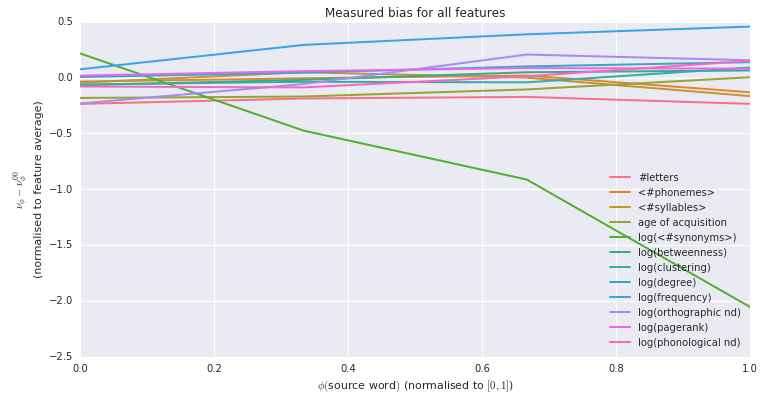 Measured bias for all features
0.5
0.0
−0.5
−1.0
−1.5
−2.0
−2.5
ν_ϕ − ν_ϕ^00
(normalised to feature average)
#letters
<#phonemes>
<#syllables>
age of acquisition
log(<#synonyms>)
log(betweenness)
log(clustering)
log(degree)
log(frequency)
log(orthographic nd)
log(pagerank)
log(phonological nd)
0.0 0.2 0.4 0.6 0.8 1.0
ϕ(source word) (normalised to [0, 1])